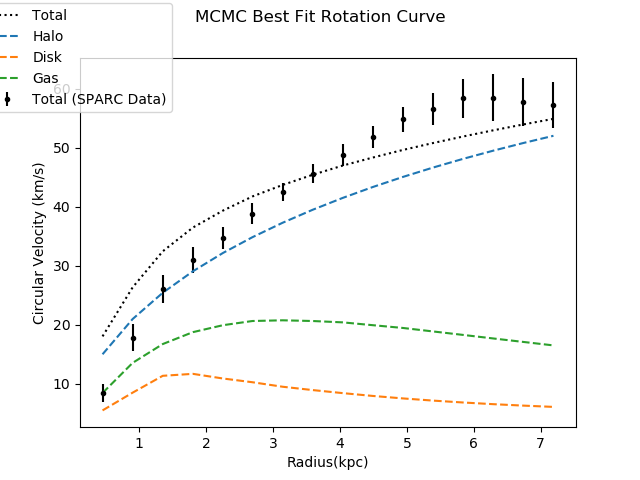 MCMC Best Fit Rotation Curve
Total
Halo
Disk
Gas
Total (SPARC Data)
60
50
40
30
20
10
Circular Velocity (km/s)
1 2 3 4 5 6 7
Radius(kpc)